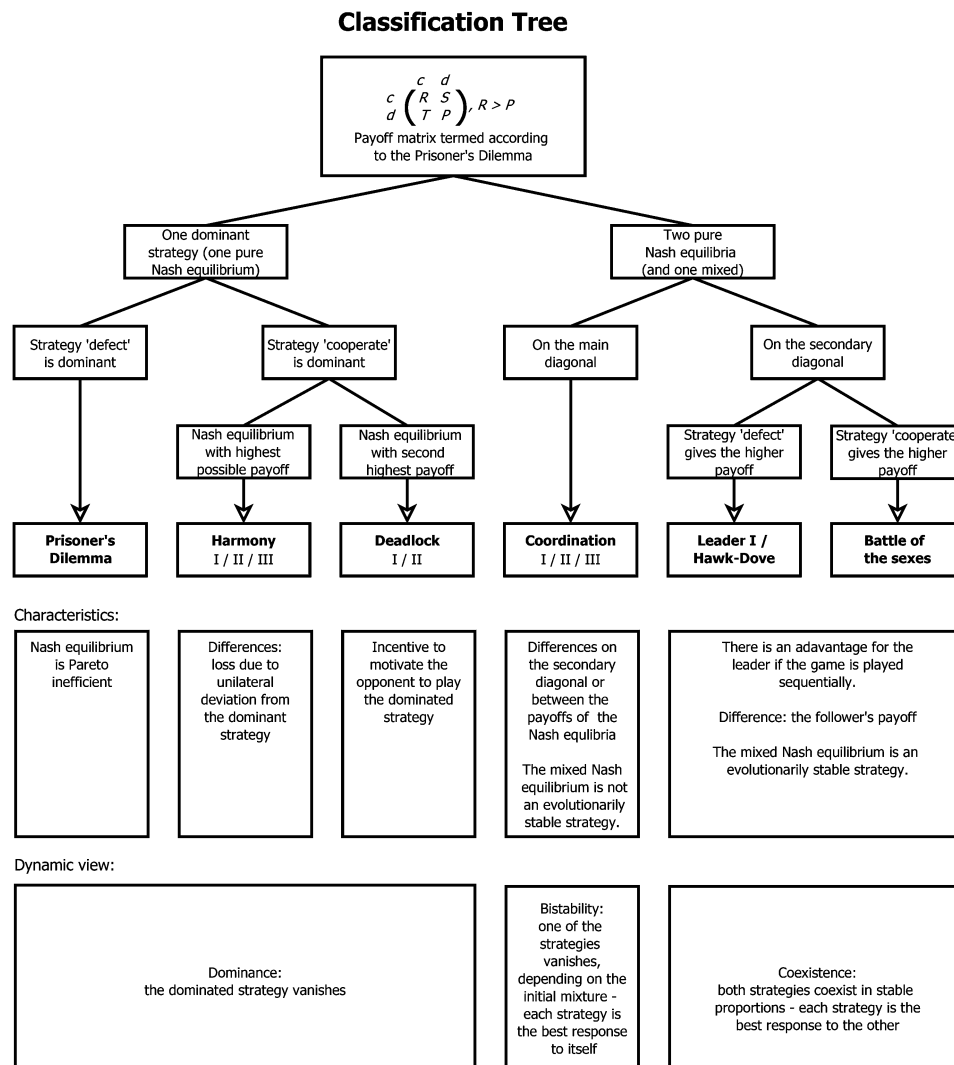 Classification Tree
c d
c ( R S
d T P ) , R > P
Payoff matrix termed according
to the Prisoner's Dilemma
One dominant
strategy (one pure
Nash equilibrium)
Two pure
Nash equilibria
(and one mixed)
Strategy 'defect'
is dominant
Strategy 'cooperate'
is dominant
On the main
diagonal
On the secondary
diagonal
Nash equilibrium
with highest
possible payoff
Nash equilibrium
with second
highest payoff
Strategy 'defect'
gives the higher
payoff
Strategy 'cooperate
gives the higher
payoff
Prisoner's
Dilemma
Harmony
I / II / III
Deadlock
I / II
Coordination
I / II / III
Leader I /
Hawk-Dove
Battle of
the sexes
Characteristics:
Nash equilibrium
is Pareto
inefficient
Differences:
loss due to
unilateral
deviation from
the dominant
strategy
Incentive to
motivate the
opponent to play
the dominated
strategy
Differences on
the secondary
diagonal or
between the
payoffs of the
Nash equlibria
The mixed Nash
equilibrium is not
an evolutionarily
stable strategy.
There is an adavantage for the
leader if the game is played
sequentially.
Difference: the follower's payoff
The mixed Nash equilibrium is an
evolutionarily stable strategy.
Dynamic view:
Dominance:
the dominated strategy vanishes
Bistability:
one of the
strategies
vanishes,
depending on the
initial mixture -
each strategy is
the best response
to itself
Coexistence:
both strategies coexist in stable
proportions - each strategy is the
best response to the other